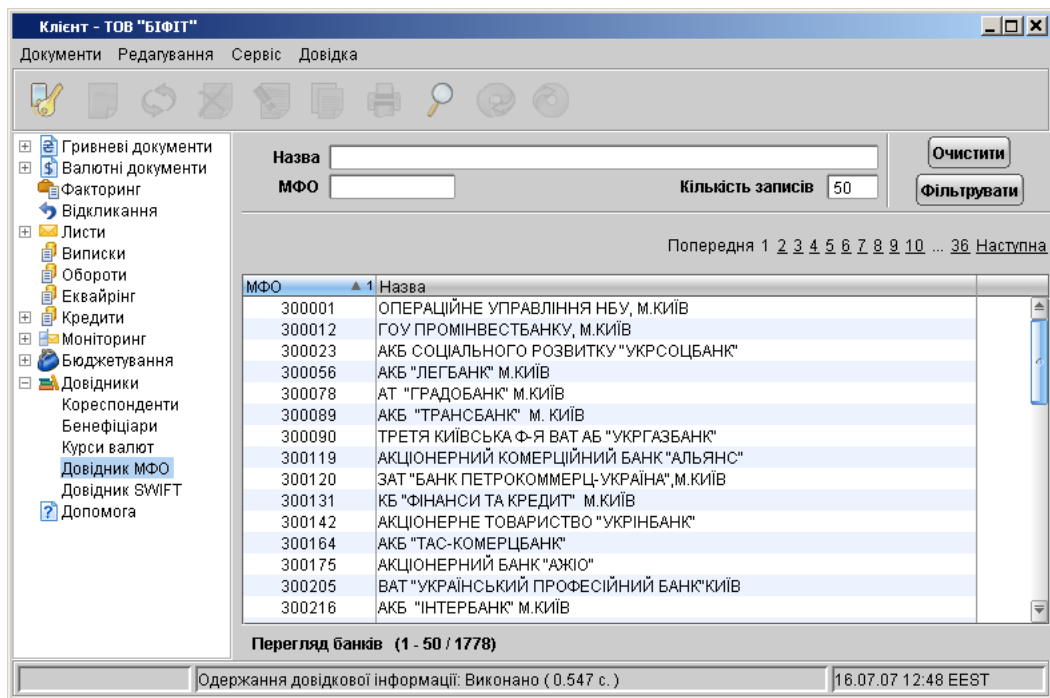 Клієнт - ТОВ "БІФІТ"
Документи Редагування Сервіс Довідка
Гривневі документи
Валютні документи
Факторинг
Відкликання
Листи
Виписки
Обороти
Еквайрінг
Кредити
Моніторинг
Бюджетування
Довідники
Кореспонденти
Бенефіціари
Курси валют
Довідник МФО
Довідник SWIFT
Допомога
Назва
МФО
Кількість записів 50
Очистити
Фільтрувати
Попередня 1 2 3 4 5 6 7 8 9 10 ... 36 Наступна
МФО 1 Назва
300001 ОПЕРАЦІЙНЕ УПРАВЛІННЯ НБУ, М.КИЇВ
300012 ГОУ ПРОМІНВЕСТБАНКУ, М.КИЇВ
300023 АКБ СОЦІАЛЬНОГО РОЗВИТКУ "УКРСОЦБАНК"
300056 АКБ "ЛЕГБАНК" М.КИЇВ
300078 АТ "ГРАДОБАНК" М.КИЇВ
300089 АКБ "ТРАНСБАНК" М. КИЇВ
300090 ТРЕТЯ КИЇВСЬКА Ф-Я ВАТ АБ "УКРГАЗБАНК"
300119 АКЦІОНЕРНИЙ КОМЕРЦІЙНИЙ БАНК "АЛЬЯНС"
300120 ЗАТ "БАНК ПЕТРОКОММЕРЦ-УКРАЇНА",М.КИЇВ
300131 КБ "ФІНАНСИ ТА КРЕДИТ" М.КИЇВ
300142 АКЦІОНЕРНЕ ТОВАРИСТВО "УКРІНБАНК"
300164 АКБ "ТАС-КОМЕРЦБАНК"
300175 АКЦІОНЕРНИЙ БАНК "АЖІО"
300205 ВАТ "УКРАЇНСЬКИЙ ПРОФЕСІЙНИЙ БАНК"КИЇВ
300216 АКБ "ІНТЕРБАНК" М.КИЇВ
Перегляд банків (1 - 50 / 1778)
Одержання довідкової інформації: Виконано ( 0.547 с. )
16.07.07 12:48 EEST